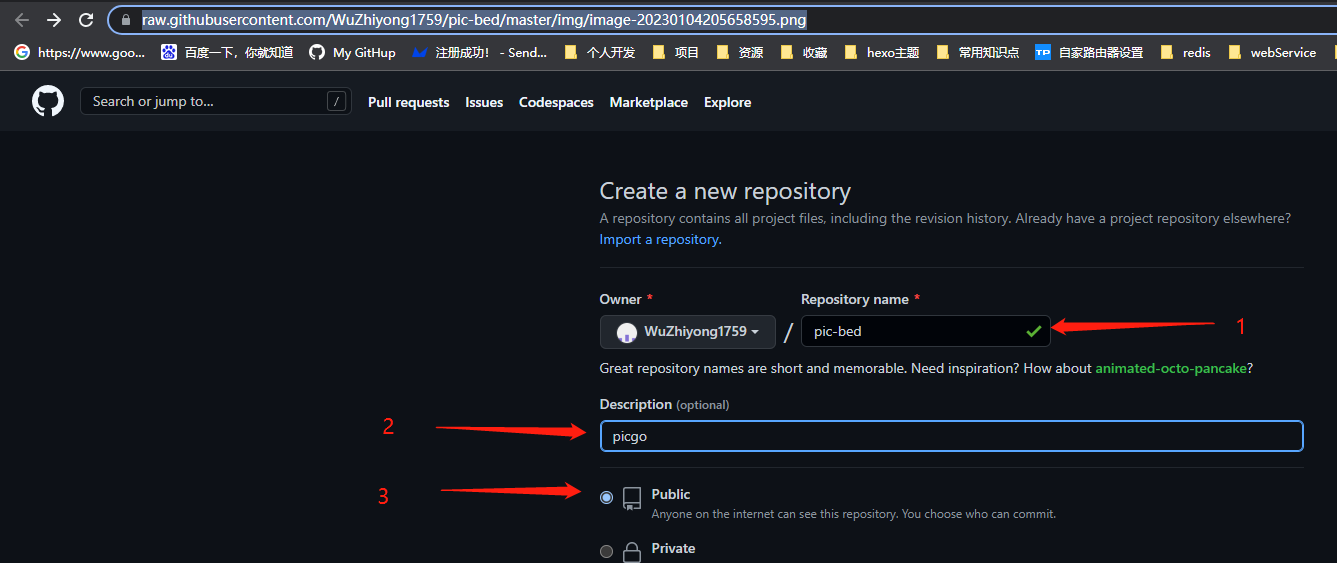 raw.githubusercontent.com/WuZhiyong1759/pic-bed/master/img/image-20230104205658595.png
https://www.goo... 百度一下，你就知道 My GitHup 注册成功！ - Send... 个人开发 项目 资源 收藏 hexo主题 常用知识点 TP 自家路由器设置 redis webService
Search or jump to... / Pull requests Issues Codespaces Marketplace Explore
Create a new repository
A repository contains all project files, including the revision history. Already have a project repository elsewhere?
Import a repository.
Owner * Repository name *
WuZhiyong1759 / pic-bed 1
Great repository names are short and memorable. Need inspiration? How about animated-octo-pancake?
Description (optional)
2 picgo
3 Public
Anyone on the internet can see this repository. You choose who can commit.
Private